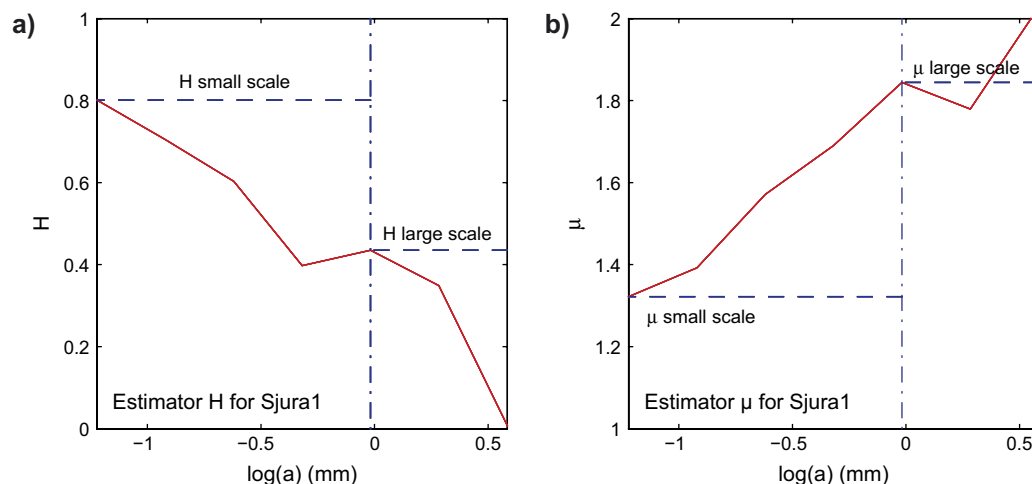 a)
1
0.8
0.6
0.4
0.2
0
H
H small scale
H large scale
Estimator H for Sjura1
−1
−0.5
0
0.5
log(a) (mm)
b)
2
1.8
1.6
1.4
1.2
1
μ
μ large scale
μ small scale
Estimator μ for Sjura1
−1
−0.5
0
0.5
log(a) (mm)